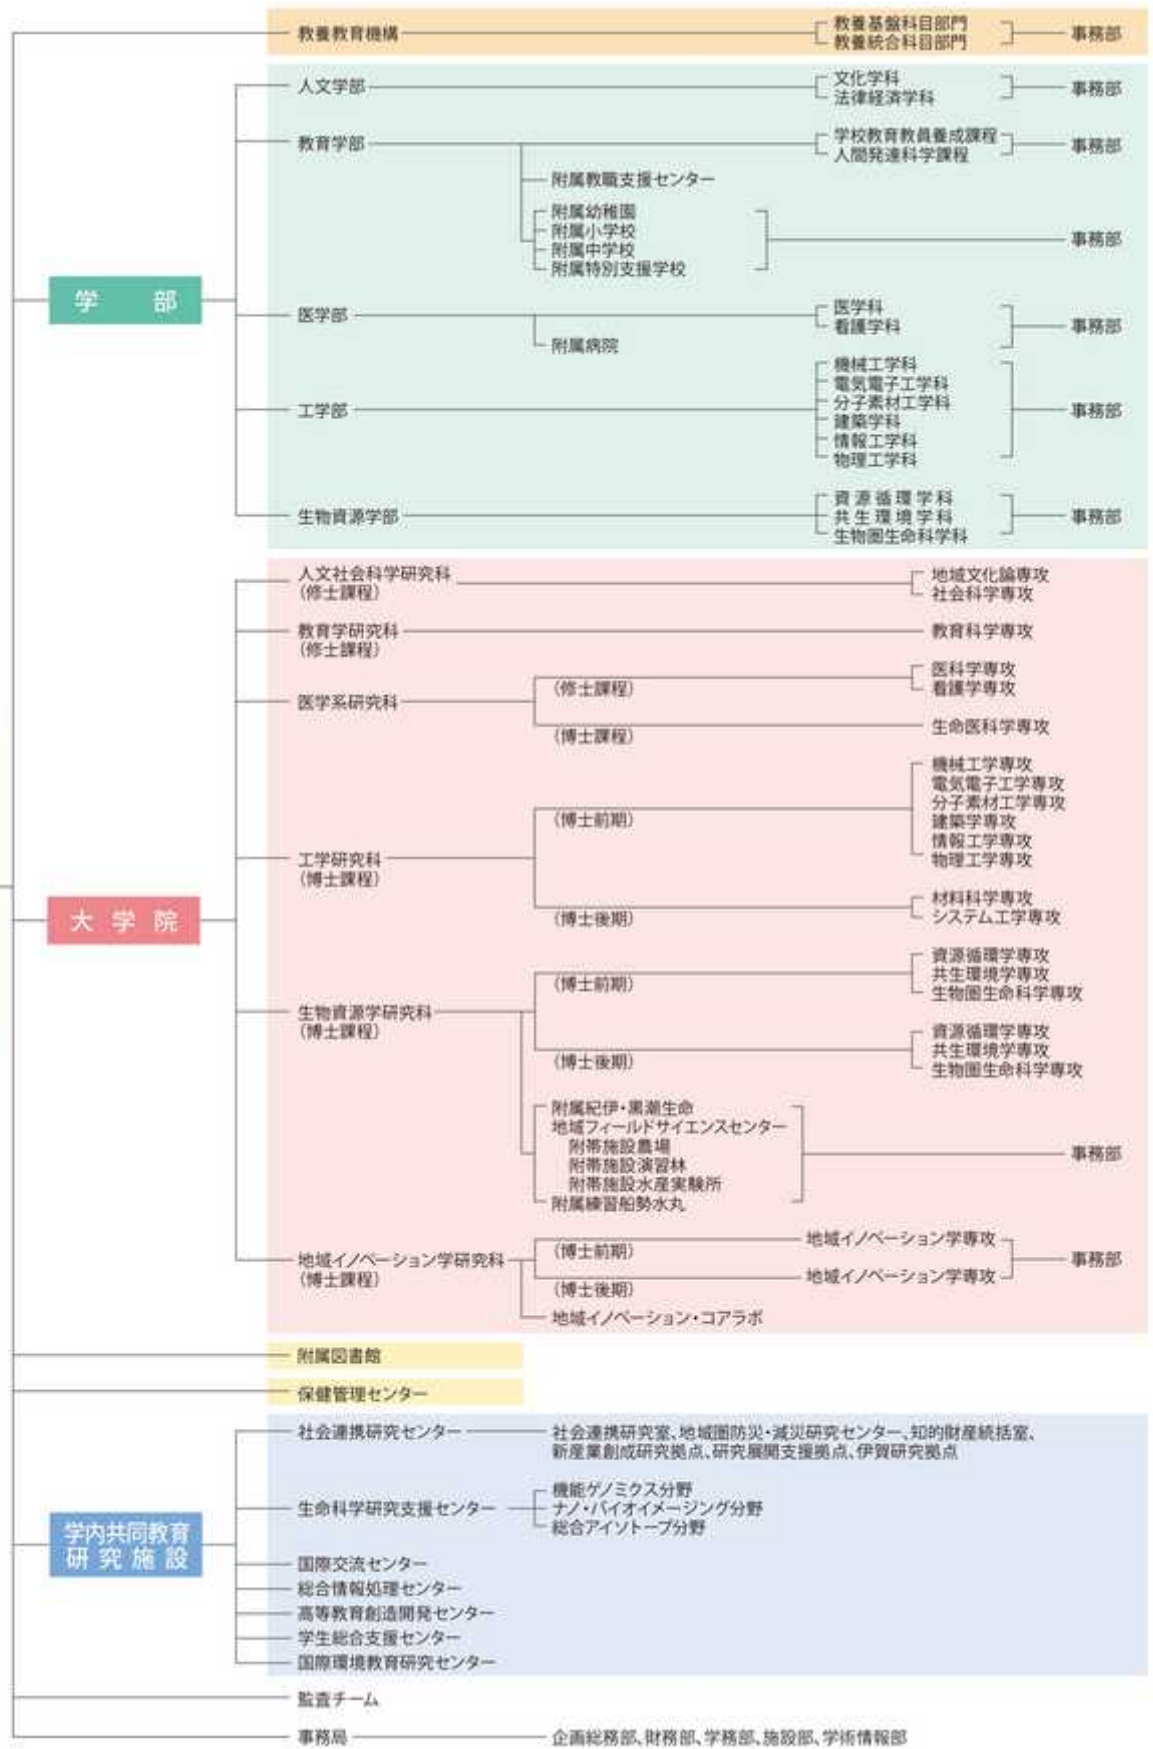 教養教育機構
教養基盤科目部門
教養統合科目部門
事務部
学　部
人文学部
文化学科
法律経済学科
事務部
教育学部
学校教育教員養成課程
人間発達科学課程
事務部
附属教職支援センター
附属幼稚園
附属小学校
附属中学校
附属特別支援学校
事務部
医学部
医学科
看護学科
事務部
附属病院
工学部
機械工学科
電気電子工学科
分子素材工学科
建築学科
情報工学科
物理工学科
事務部
生物資源学部
資源循環学科
共生環境学科
生物圏生命科学科
事務部
大学院
人文社会科学研究科
(修士課程)
地域文化論専攻
社会科学専攻
教育学研究科
(修士課程)
教育科学専攻
医学系研究科
(修士課程)
医科学専攻
看護学専攻
(博士課程)
生命医科学専攻
工学研究科
(博士課程)
(博士前期)
機械工学専攻
電気電子工学専攻
分子素材工学専攻
建築学専攻
情報工学専攻
物理工学専攻
(博士後期)
材料科学専攻
システム工学専攻
生物資源学研究科
(博士課程)
(博士前期)
資源循環学専攻
共生環境学専攻
生物圏生命科学専攻
(博士後期)
資源循環学専攻
共生環境学専攻
生物圏生命科学専攻
附属紀伊・黒潮生命
地域フィールドサイエンスセンター
附帯施設農場
附帯施設演習林
附帯施設水産実験所
附属練習船勢水丸
事務部
地域イノベーション学研究科
(博士課程)
(博士前期)
地域イノベーション学専攻
(博士後期)
地域イノベーション学専攻
事務部
地域イノベーション・コアラボ
附属図書館
保健管理センター
学内共同教育
研究施設
社会連携研究センター
社会連携研究室、地域圏防災・減災研究センター、知的財産統括室、
新産業創成研究拠点、研究展開支援拠点、伊賀研究拠点
生命科学研究支援センター
機能ゲノミクス分野
ナノ・バイオイメージング分野
総合アイソトープ分野
国際交流センター
総合情報処理センター
高等教育創造開発センター
学生総合支援センター
国際環境教育研究センター
監査チーム
事務局
企画総務部、財務部、学務部、施設部、学術情報部